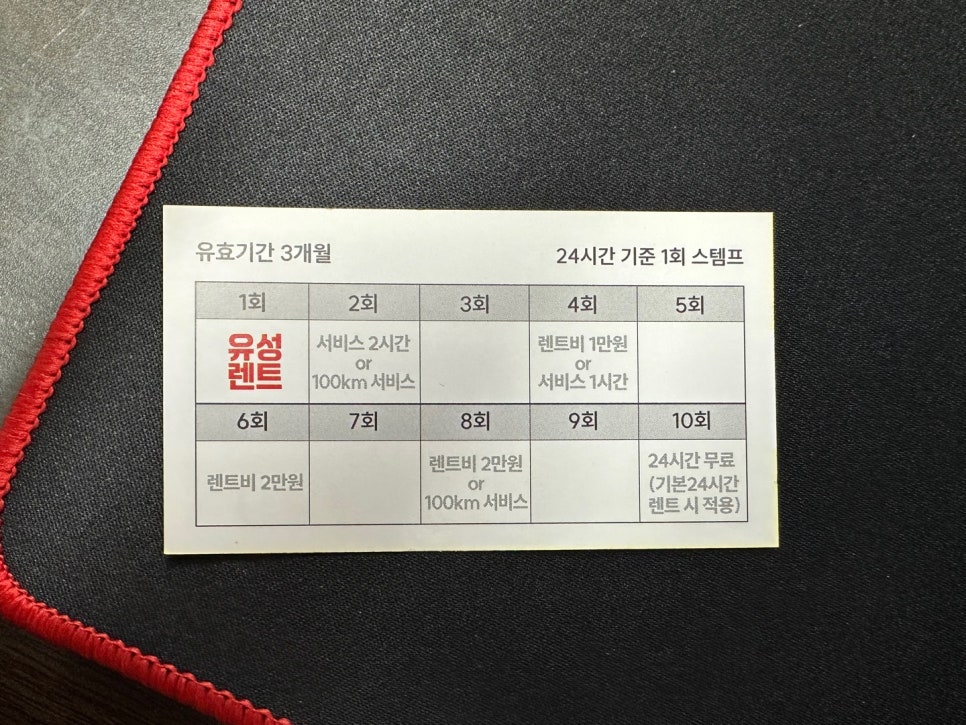 유효기간 3개월
24시간 기준 1회 스템프
1회
2회
3회
4회
5회
유성
렌트
서비스 2시간
or
100km 서비스
렌트비 1만원
or
서비스 1시간
6회
7회
8회
9회
10회
렌트비 2만원
렌트비 2만원
or
100km 서비스
24시간 무료
(기본24시간
렌트 시 적용)